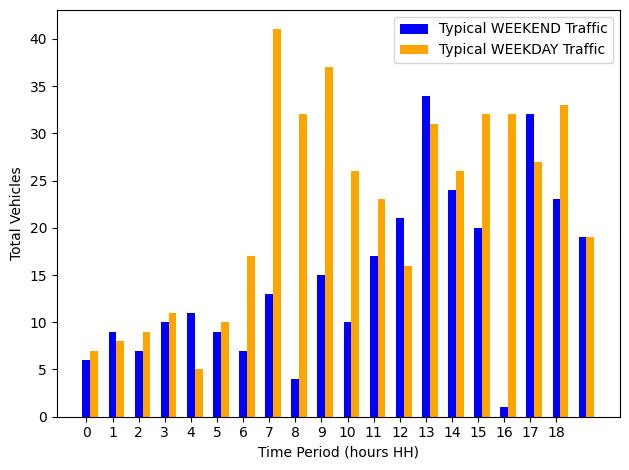 Typical WEEKEND Traffic
Typical WEEKDAY Traffic
40
35
30
25
20
15
10
5
0
Total Vehicles
0 1 2 3 4 5 6 7 8 9 10 11 12 13 14 15 16 17 18
Time Period (hours HH)